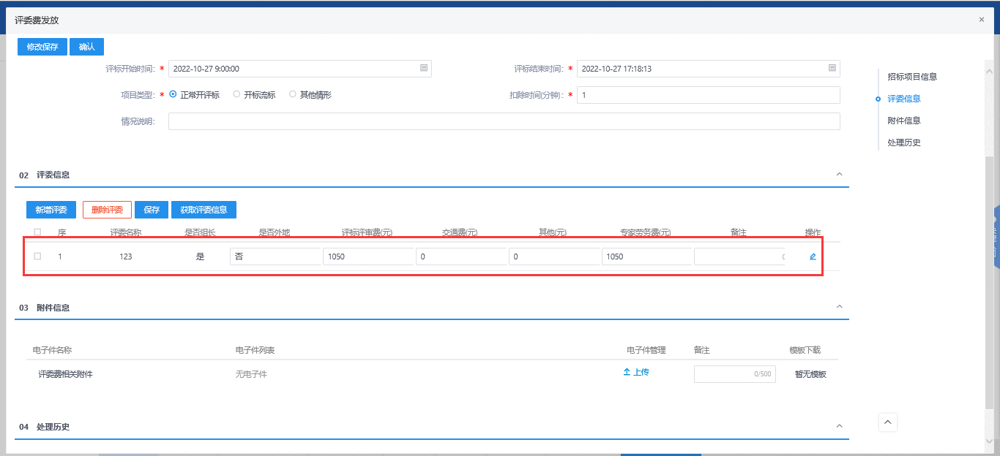 评委费发放
×
修改保存 确认
评标开始时间: * 2022-10-27 9:00:00 评标结束时间: * 2022-10-27 17:18:13
项目类型: * 正常开评标 开标流标 其他情形 扣除时间(分钟): * 1
情况说明:
招标项目信息
评委信息
附件信息
处理历史
02 评委信息
新增评委 删除评委 保存 获取评委信息
序 评委名称 是否组长 是否外地 评标评审费(元) 交通费(元) 其他(元) 专家劳务费(元) 备注 操作
1 123 是 否 1050 0 0 1050
03 附件信息
电子件名称 电子件列表 电子件管理 备注 模板下载
评委费相关附件 无电子件 上传 0/500 暂无模板
04 处理历史